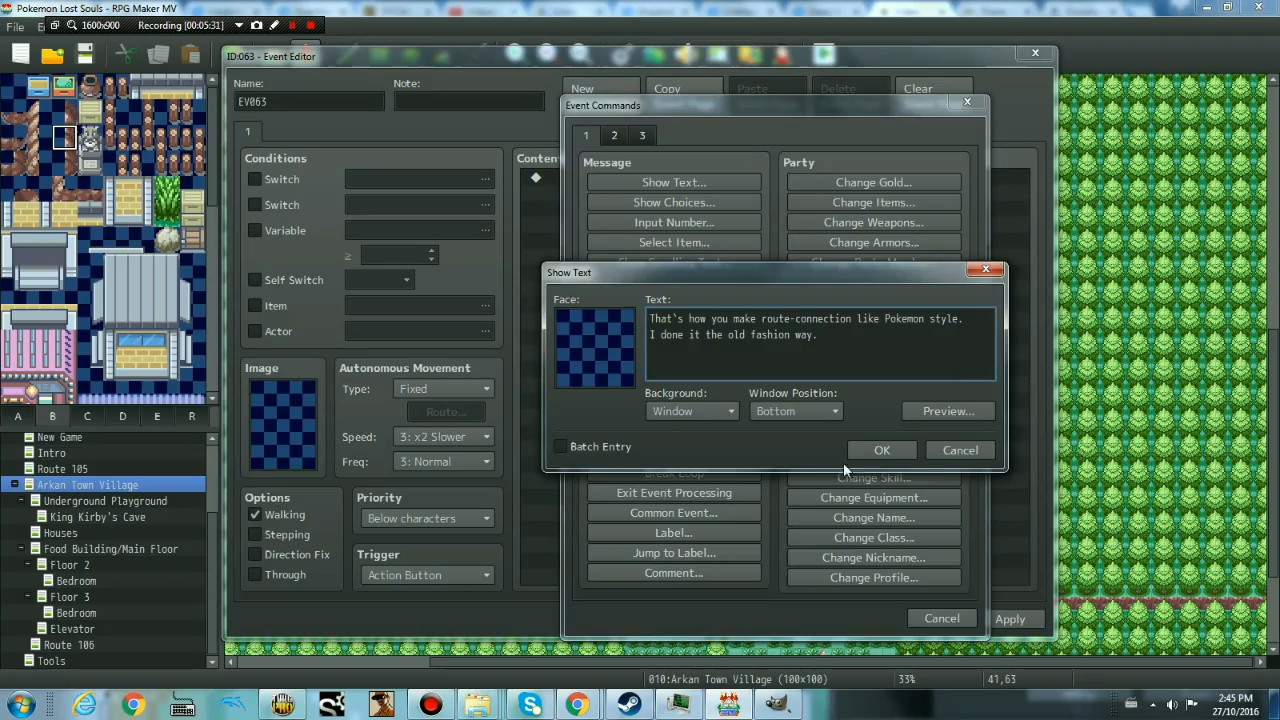 Pokemon Lost Souls - RPG Maker MV
File
1600x900
Recording [00:05:31]
ID:063 - Event Editor
Name:
Note:
EV063
New
Copy
Paste
Delete
Clear
1
Conditions
Switch
...
Switch
...
Variable
...
≥
Self Switch
Item
...
Actor
...
Image
Autonomous Movement
Type:
Fixed
Route...
Speed:
3: x2 Slower
Freq:
3: Normal
Options
Walking
Stepping
Direction Fix
Through
Priority
Below characters
Trigger
Action Button
Event Commands
1
2
3
Message
Party
Show Text...
Change Gold...
Show Choices...
Change Items...
Input Number...
Change Weapons...
Select Item...
Change Armors...
Show Text
Face:
Text:
That's how you make route-connection like Pokemon style.
I done it the old fashion way.
Background:
Window Position:
Window
Bottom
Preview...
Batch Entry
OK
Cancel
Change Skill...
Exit Event Processing
Change Equipment...
Common Event...
Change Name...
Label...
Change Class...
Jump to Label...
Change Nickname...
Comment...
Change Profile...
Cancel
Apply
A
B
C
D
E
R
New Game
Intro
Route 105
Arkan Town Village
Underground Playground
King Kirby's Cave
Houses
Food Building/Main Floor
Floor 2
Bedroom
Floor 3
Bedroom
Elevator
Route 106
Tools
010:Arkan Town Village (100x100)
33%
41,63
2:45 PM
27/10/2016